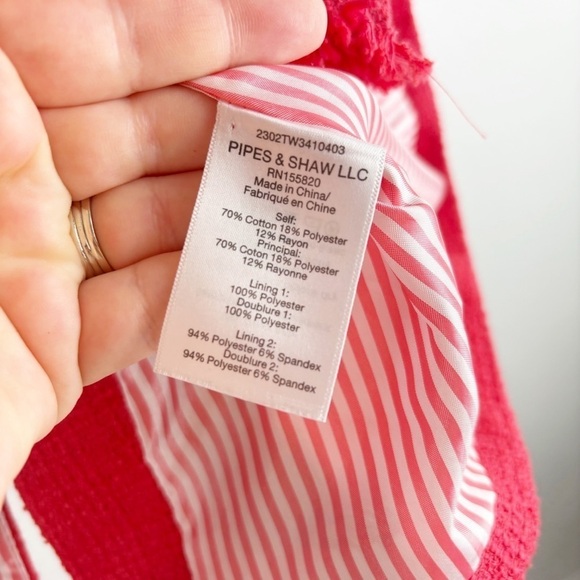 2302TW3410403
PIPES & SHAW LLC
RN155820
Made in China/
Fabriqué en Chine
Self:
70% Cotton 18% Polyester
12% Rayon
Principal:
70% Coton 18% Polyester
12% Rayonne
Lining 1:
100% Polyester
Doublure 1:
100% Polyester
Lining 2:
94% Polyester 6% Spandex
Doublure 2:
94% Polyester 6% Spandex